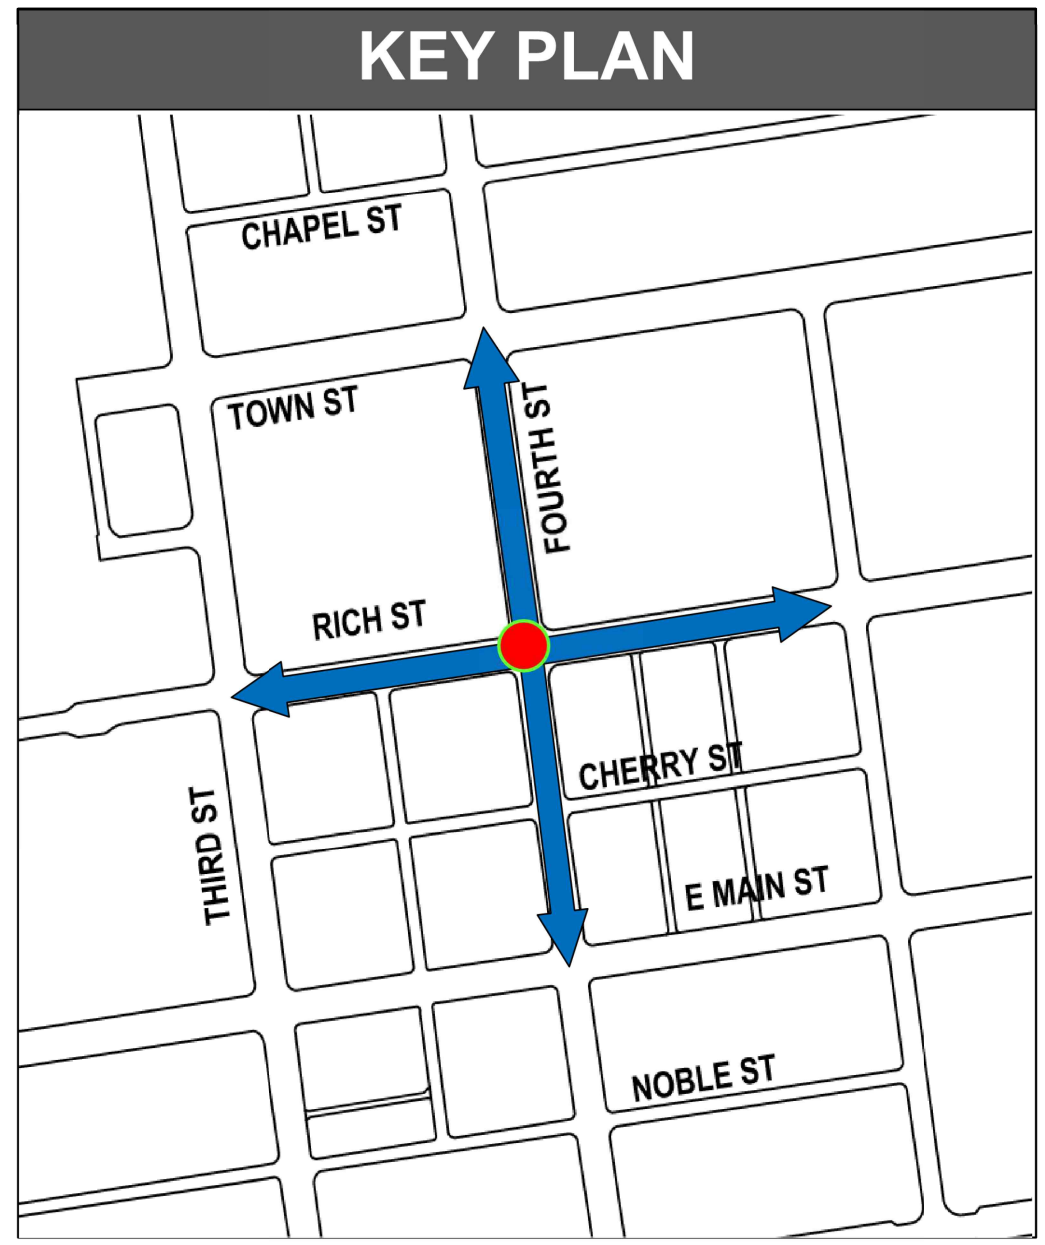 KEY PLAN
CHAPEL ST
TOWN ST
FOURTH ST
RICH ST
CHERRY ST
THIRD ST
E MAIN ST
NOBLE ST